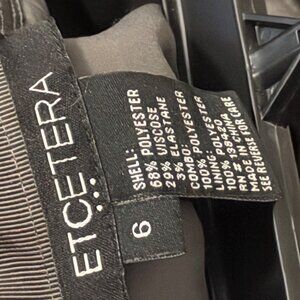 ETCETERA
...
6
SHELL:
68% POLYESTER
29% VISCOSE
3% ELASTANE
COMBO:
100% POLYESTER
LINING:
100% POLYESTER
MADE IN CHINA
SEE REVERSE FOR CARE